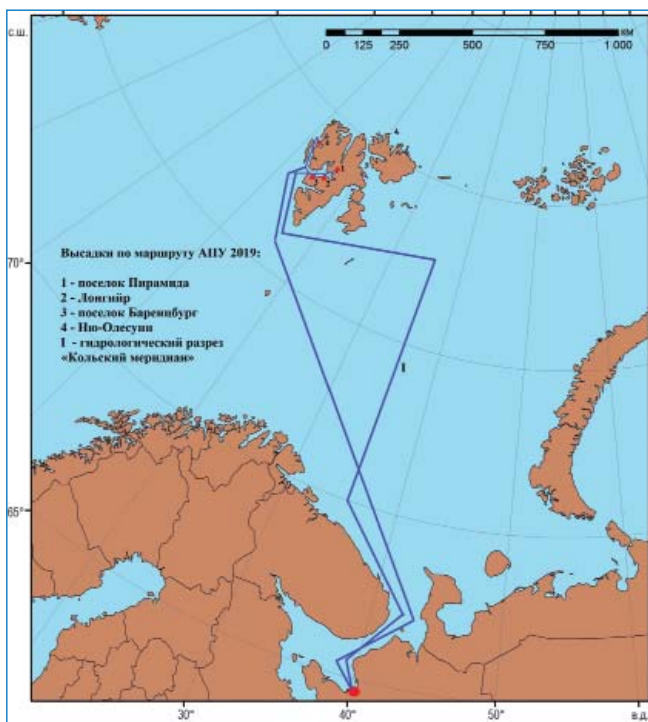 с.ш.
КМ
0 125 250 500 750 1 000
70°
Высадки по маршруту АПУ 2019:
1 - поселок Пирамида
2 - Лонгийр
3 - поселок Баренцбург
4 - Ню-Олесунн
I - гидрологический разрез
«Кольский меридиан»
I
65°
30° 40° 50° в.д.